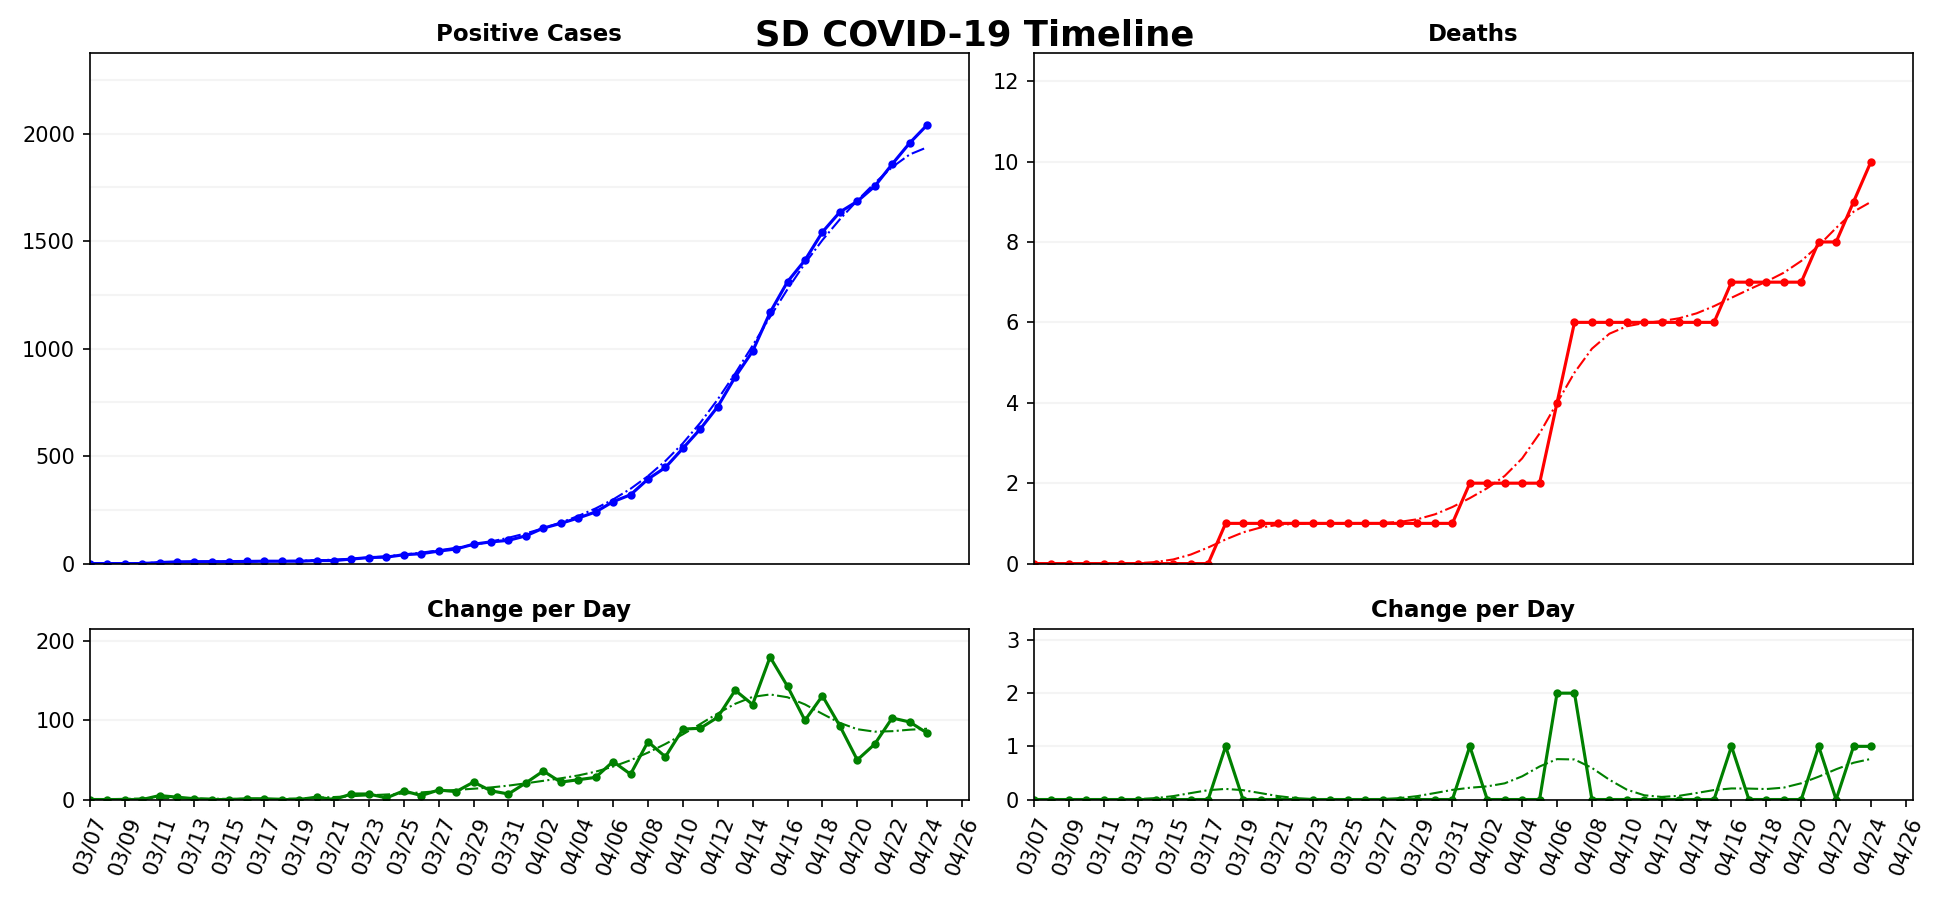 SD COVID-19 Timeline
Positive Cases
2000
1500
1000
500
0
Deaths
12
10
8
6
4
2
0
Change per Day
200
100
0
03/07 03/09 03/11 03/13 03/15 03/17 03/19 03/21 03/23 03/25 03/27 03/29 03/31 04/02 04/04 04/06 04/08 04/10 04/12 04/14 04/16 04/18 04/20 04/22 04/24 04/26
Change per Day
3
2
1
0
03/07 03/09 03/11 03/13 03/15 03/17 03/19 03/21 03/23 03/25 03/27 03/29 03/31 04/02 04/04 04/06 04/08 04/10 04/12 04/14 04/16 04/18 04/20 04/22 04/24 04/26